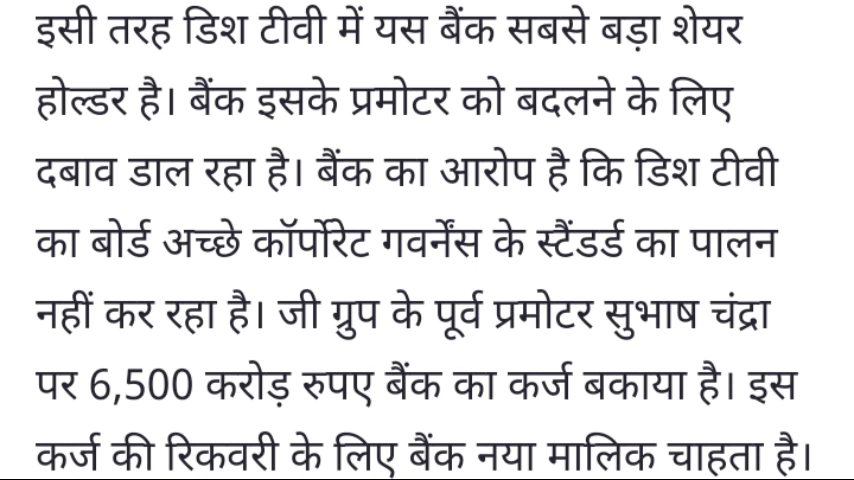 इसी तरह डिश टीवी में यस बैंक सबसे बड़ा शेयर
होल्डर है। बैंक इसके प्रमोटर को बदलने के लिए
दबाव डाल रहा है। बैंक का आरोप है कि डिश टीवी
का बोर्ड अच्छे कॉर्पोरेट गवर्नेंस के स्टैंडर्ड का पालन
नहीं कर रहा है। जी ग्रुप के पूर्व प्रमोटर सुभाष चंद्रा
पर 6,500 करोड़ रुपए बैंक का कर्ज बकाया है। इस
कर्ज की रिकवरी के लिए बैंक नया मालिक चाहता है।